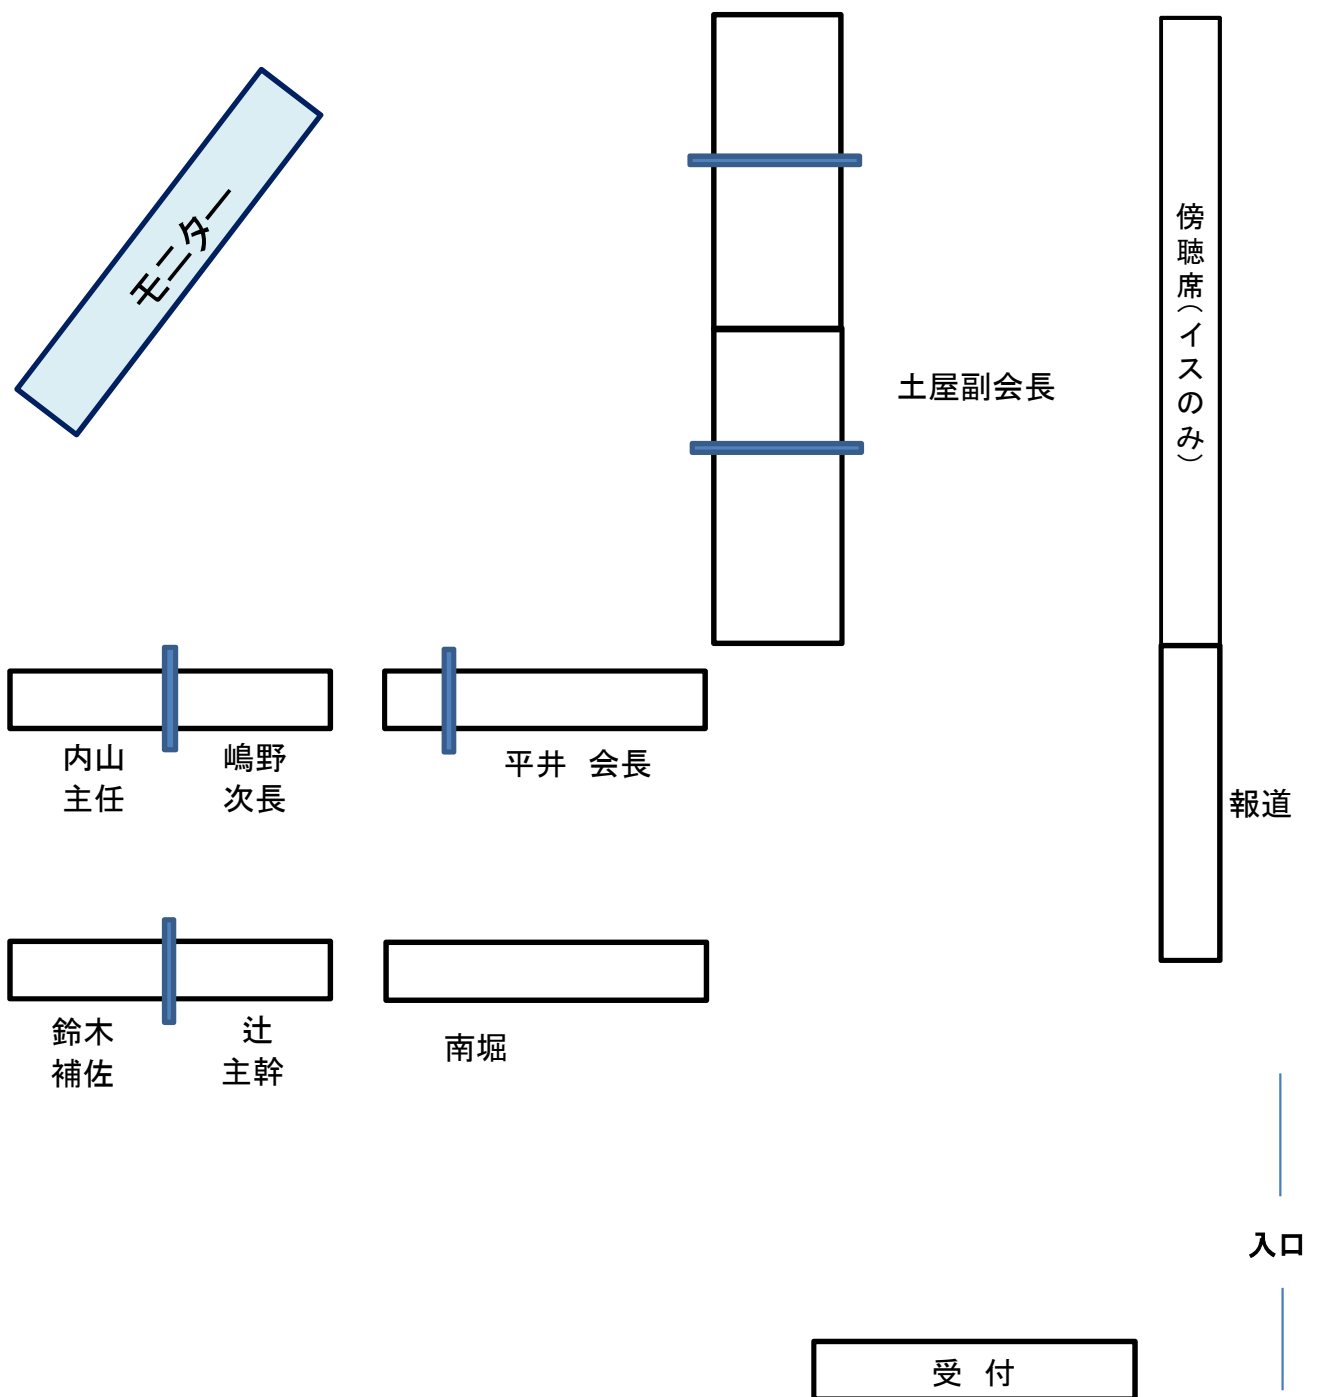 モニター
傍聴席（イスのみ）
土屋副会長
内山
主任
嶋野
次長
平井　会長
報道
鈴木
補佐
辻
主幹
南堀
入口
受　付